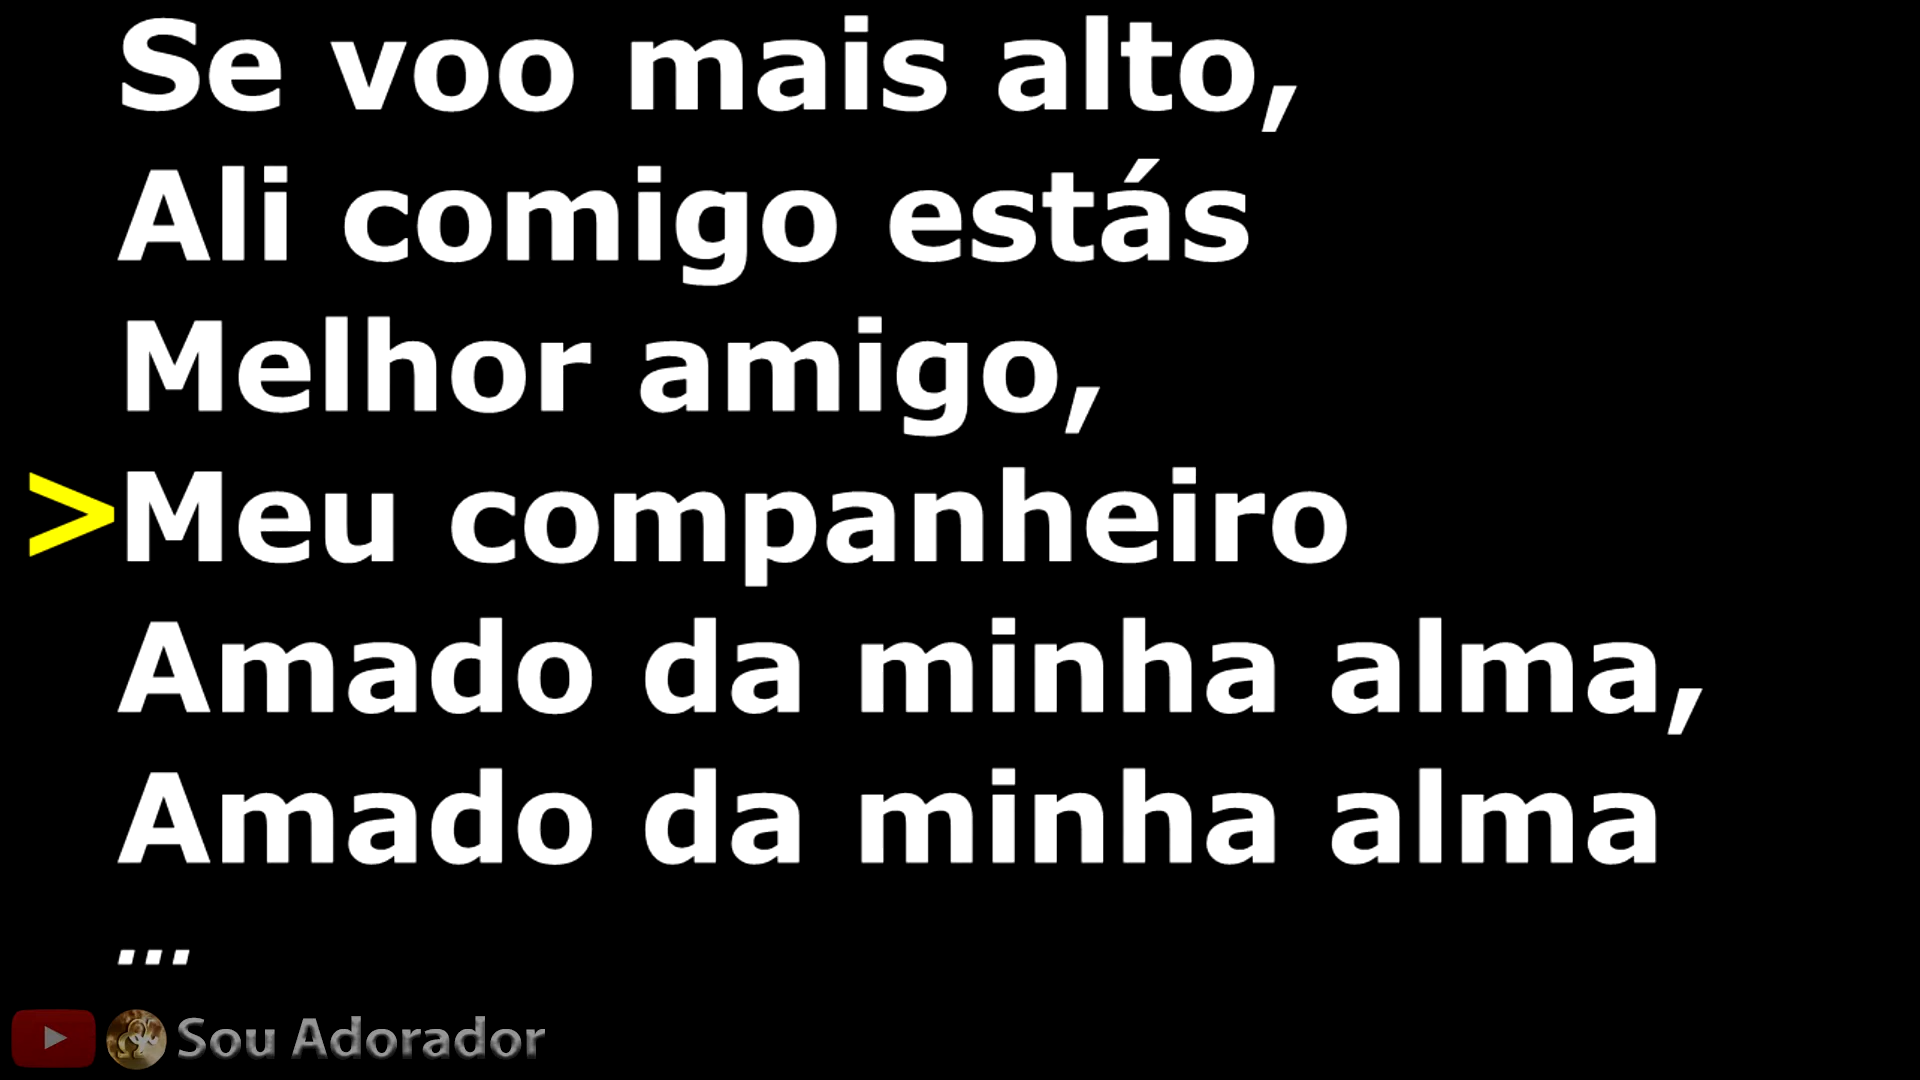 Se voo mais alto,
Ali comigo estás
Melhor amigo,
>Meu companheiro
Amado da minha alma,
Amado da minha alma
...
Sou Adorador